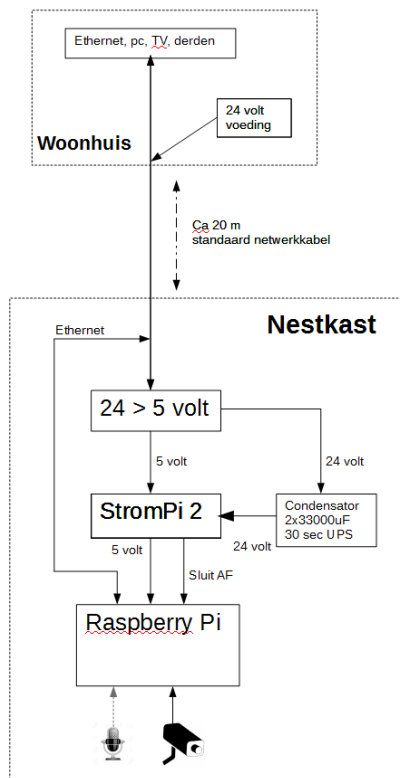 Ethernet, pc, TV, derden
24 volt
voeding
Woonhuis
Ca 20 m
standaard netwerkkabel
Nestkast
Ethernet
24 > 5 volt
5 volt
24 volt
StromPi 2
Condensator
2x33000uF
30 sec UPS
5 volt
24 volt
Sluit AF
Raspberry Pi